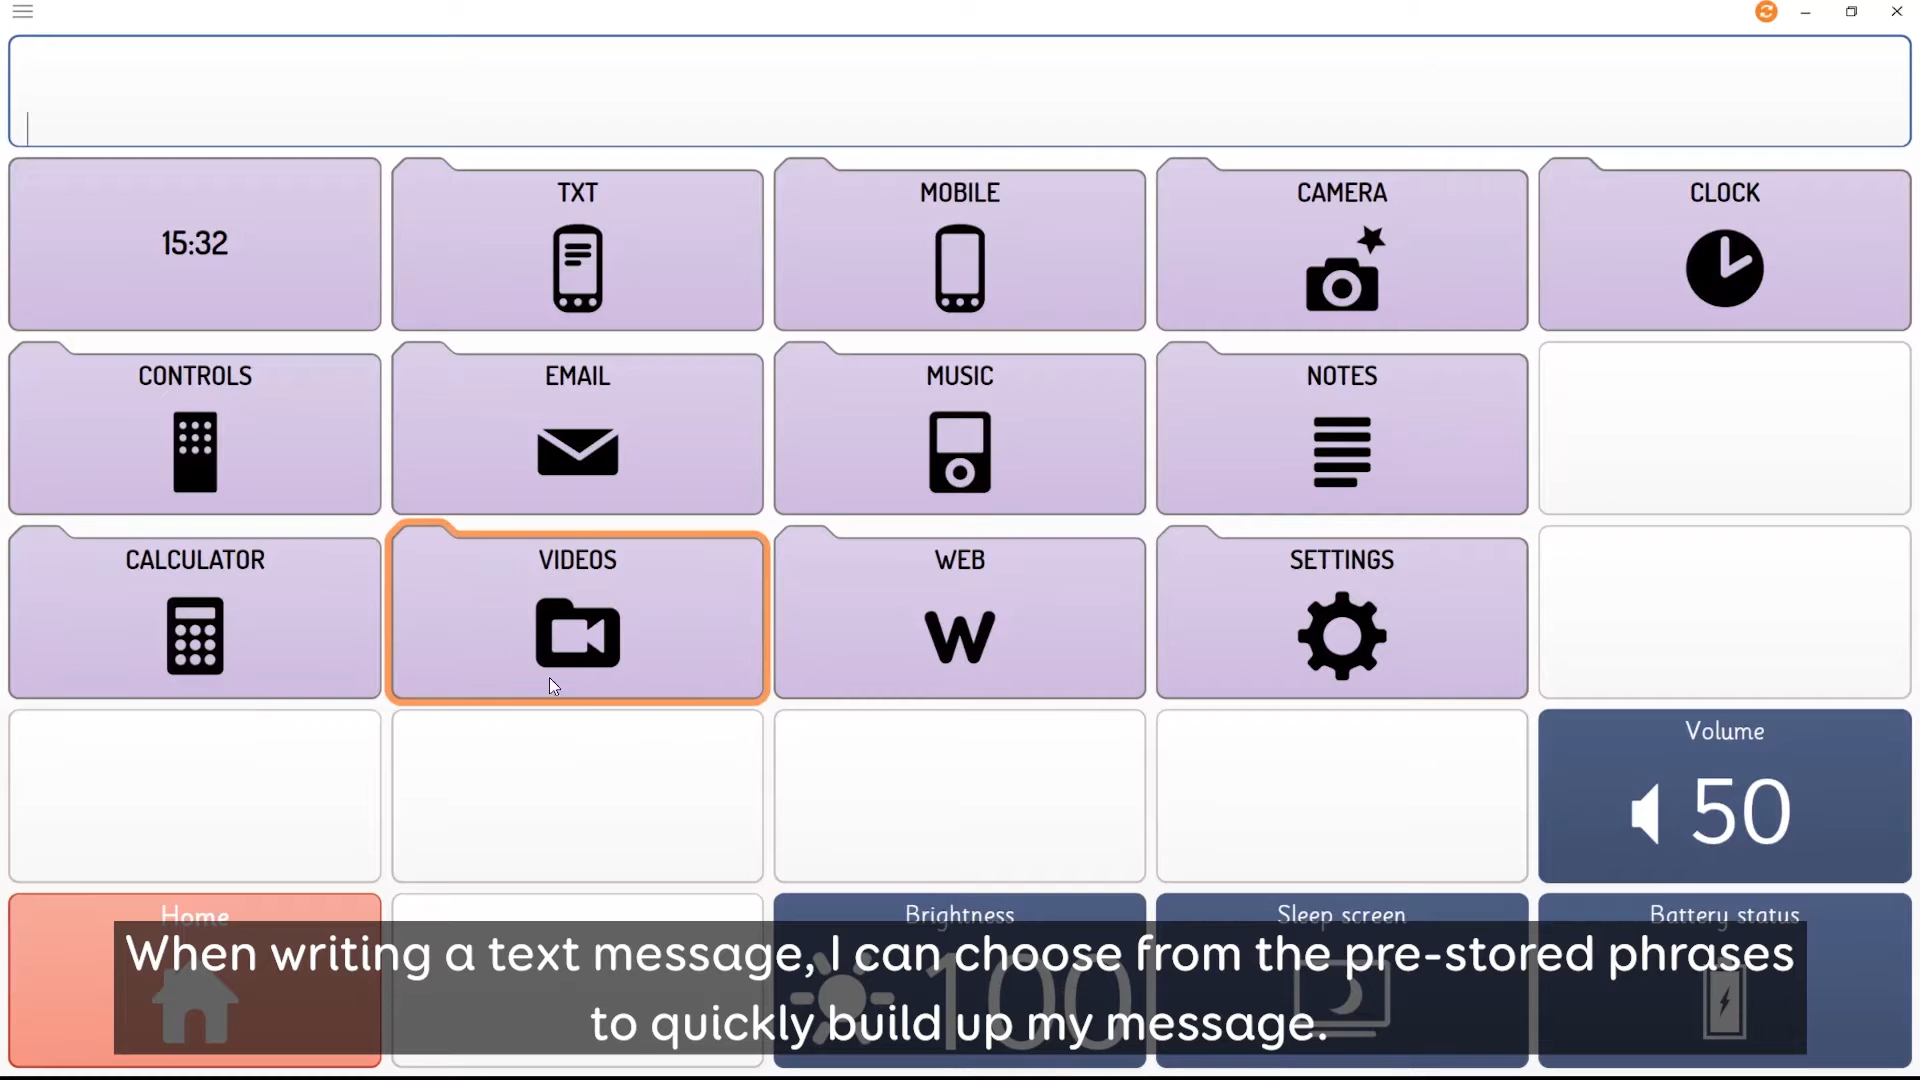 15:32
TXT
MOBILE
CAMERA
CLOCK
CONTROLS
EMAIL
MUSIC
NOTES
CALCULATOR
VIDEOS
WEB
W
SETTINGS
Volume
50
Home
Brightness
100
Sleep screen
Battery status
When writing a text message, I can choose from the pre-stored phrases
to quickly build up my message.